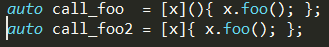 auto call_foo  = [x](){ x.foo(); };
auto call_foo2 = [x]{ x.foo(); };